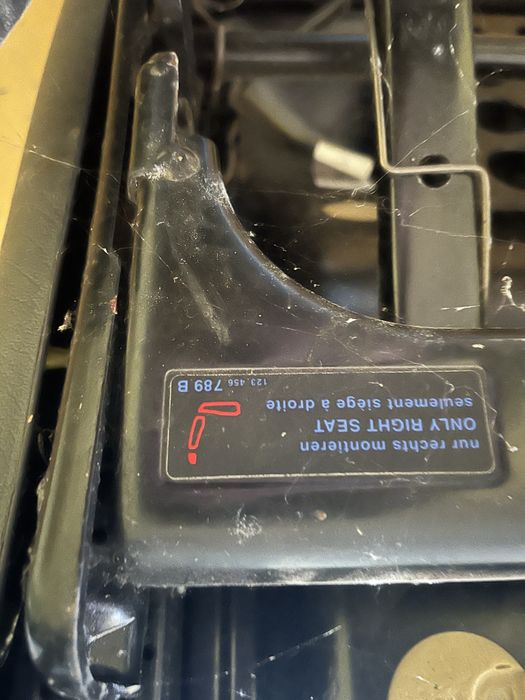 nur rechts montieren
ONLY RIGHT SEAT
seulement siège à droite
123.456 789 B